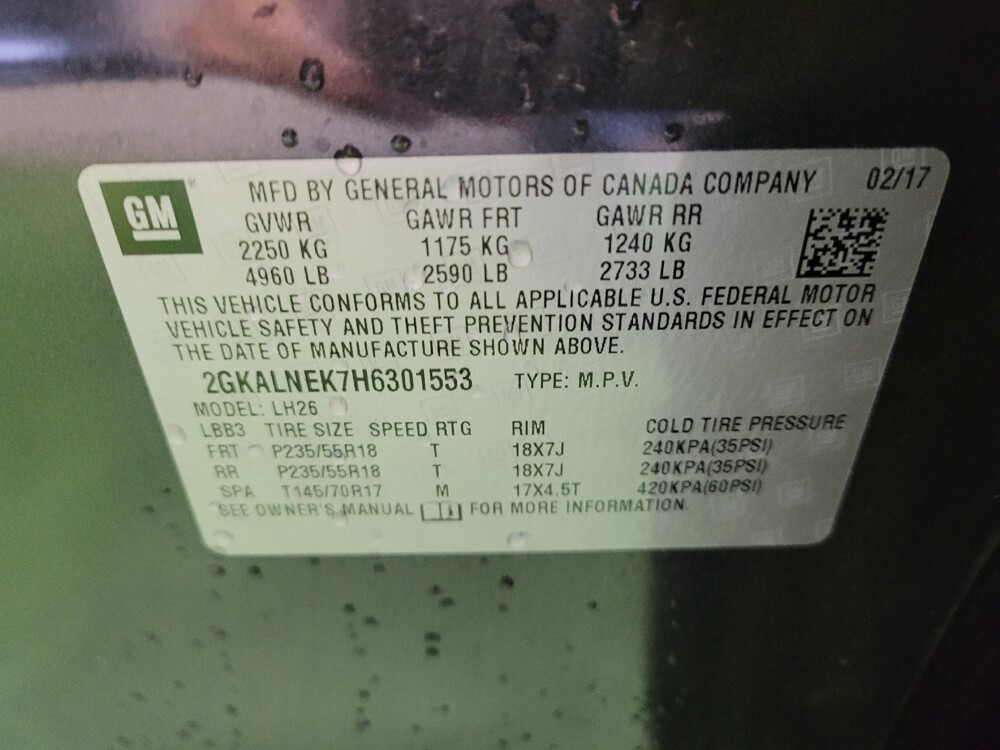 GM
MFD BY GENERAL MOTORS OF CANADA COMPANY 02/17
GVWR GAWR FRT GAWR RR
2250 KG 1175 KG 1240 KG
4960 LB 2590 LB 2733 LB
THIS VEHICLE CONFORMS TO ALL APPLICABLE U.S. FEDERAL MOTOR
VEHICLE SAFETY AND THEFT PREVENTION STANDARDS IN EFFECT ON
THE DATE OF MANUFACTURE SHOWN ABOVE.
2GKALNEK7H6301553 TYPE: M.P.V.
MODEL: LH26
LBB3 TIRE SIZE SPEED RTG RIM COLD TIRE PRESSURE
FRT P235/55R18 T 18X7J 240KPA(35PSI)
RR P235/55R18 T 18X7J 240KPA(35PSI)
SPA T145/70R17 M 17X4.5T 420KPA(60PSI)
SEE OWNER'S MANUAL FOR MORE INFORMATION